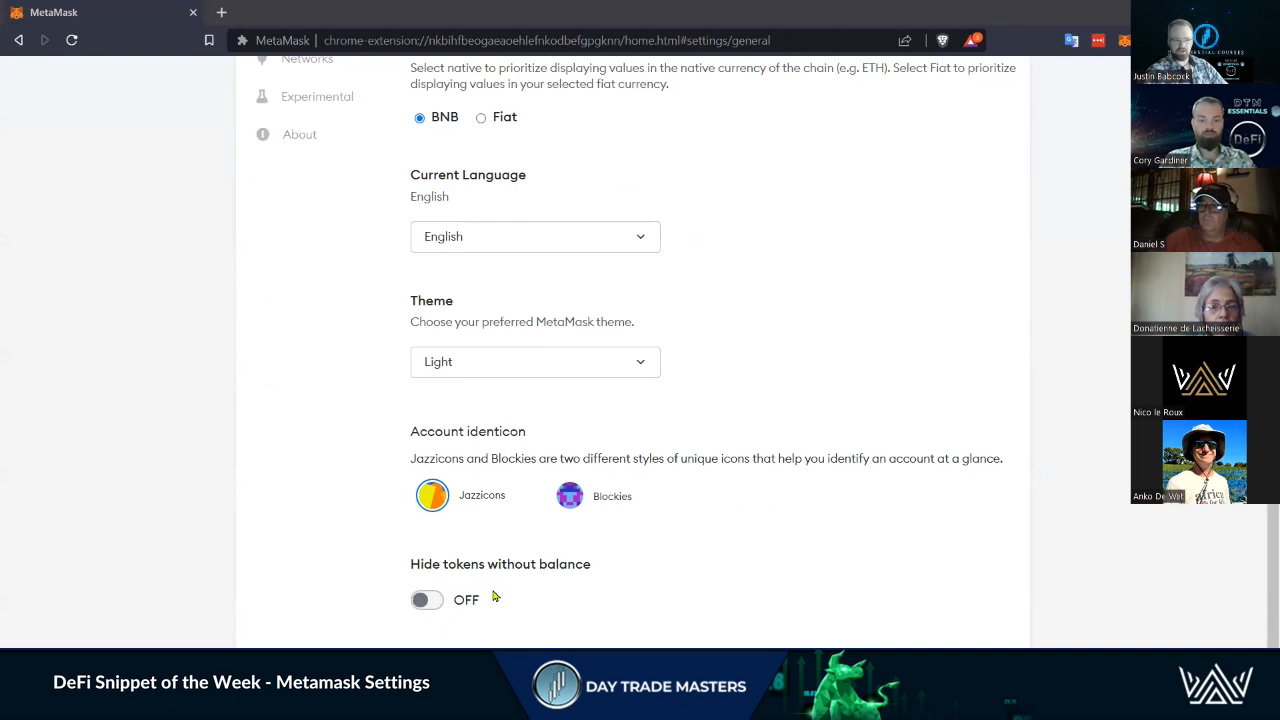 MetaMask
MetaMask
chrome-extension://nkbihfbeogaeaoehlefnkodbefgpgknn/home.html#settings/general
Networks
Experimental
About
Select native to prioritize displaying values in the native currency of the chain (e.g. ETH). Select Fiat to prioritize
displaying values in your selected fiat currency.
BNB
Fiat
Current Language
English
English
Theme
Choose your preferred MetaMask theme.
Light
Account identicon
Jazzicons and Blockies are two different styles of unique icons that help you identify an account at a glance.
Jazzicons
Blockies
Hide tokens without balance
OFF
Justin Babcock
DTM
ESSENTIALS
DeFi
Cory Gardiner
Daniel S
Donatienne de Lacheisserie
Nico le Roux
africa
Anko De Wet
DeFi Snippet of the Week - Metamask Settings
DAY TRADE MASTERS